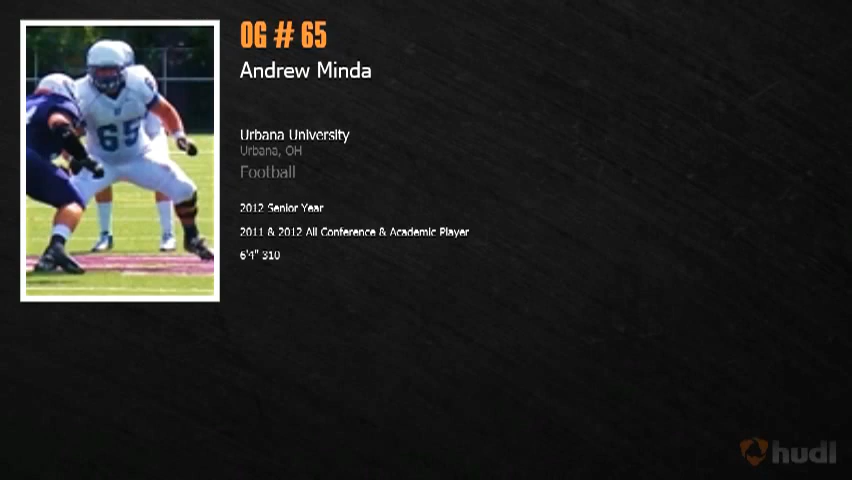 OG # 65
Andrew Minda
Urbana University
Urbana, OH
Football
2012 Senior Year
2011 & 2012 All Conference & Academic Player
6'4" 310
65
hudl